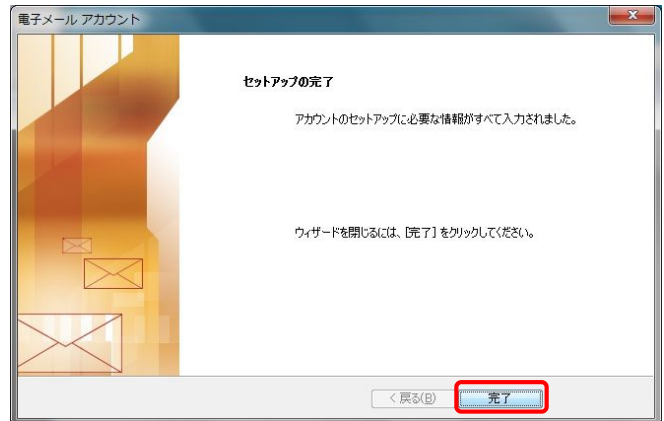 電子メール アカウント
セットアップの完了
アカウントのセットアップに必要な情報がすべて入力されました。
ウィザードを閉じるには、[完了] をクリックしてください。
< 戻る(B)
完了